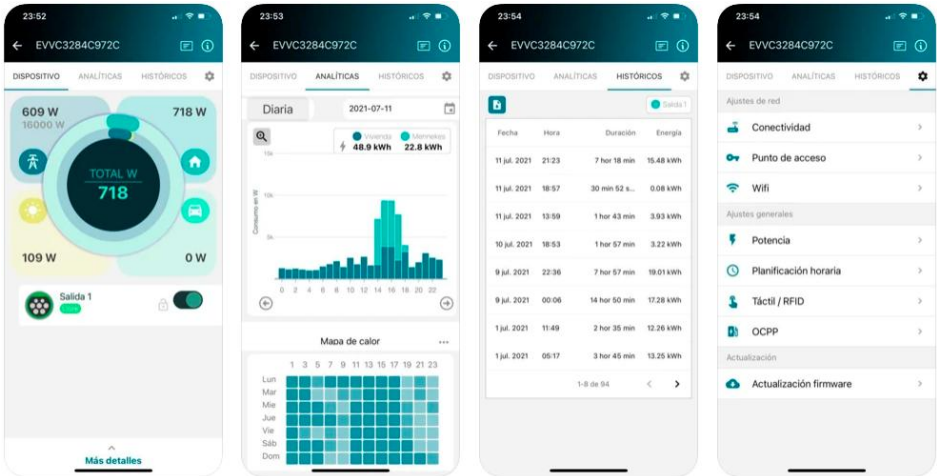 23:52
EVVC3284C972C
DISPOSITIVO ANALÍTICAS HISTÓRICOS
609 W 718 W
16000 W
TOTAL W
718
109 W 0 W
Salida 1
Más detalles
23:53
EVVC3284C972C
DISPOSITIVO ANALÍTICAS HISTÓRICOS
Diaria 2021-07-11
Vivienda Mennekes
48.9 kWh 22.8 kWh
15k
10k
5k
Consumo en W
0 2 4 6 8 10 12 14 16 18 20 22
Mapa de calor
1 3 5 7 9 11 13 15 17 19 21 23
Lun
Mar
Mie
Jue
Vie
Sáb
Dom
23:54
EVVC3284C972C
DISPOSITIVO ANALÍTICAS HISTÓRICOS
Salida 1
Fecha Hora Duración Energía
11 jul. 2021 21:23 7 hor 18 min 15.48 kWh
11 jul. 2021 18:57 30 min 52 s... 0.08 kWh
11 jul. 2021 13:59 1 hor 43 min 3.93 kWh
10 jul. 2021 18:53 1 hor 57 min 3.22 kWh
9 jul. 2021 22:36 7 hor 57 min 19.01 kWh
9 jul. 2021 00:06 14 hor 50 min 17.28 kWh
1 jul. 2021 11:49 2 hor 35 min 12.26 kWh
1 jul. 2021 05:17 3 hor 45 min 13.25 kWh
1-8 de 94
23:54
EVVC3284C972C
DISPOSITIVO ANALÍTICAS HISTÓRICOS
Ajustes de red
Conectividad
Punto de acceso
Wifi
Ajustes generales
Potencia
Planificación horaria
Táctil / RFID
OCPP
Actualización
Actualización firmware